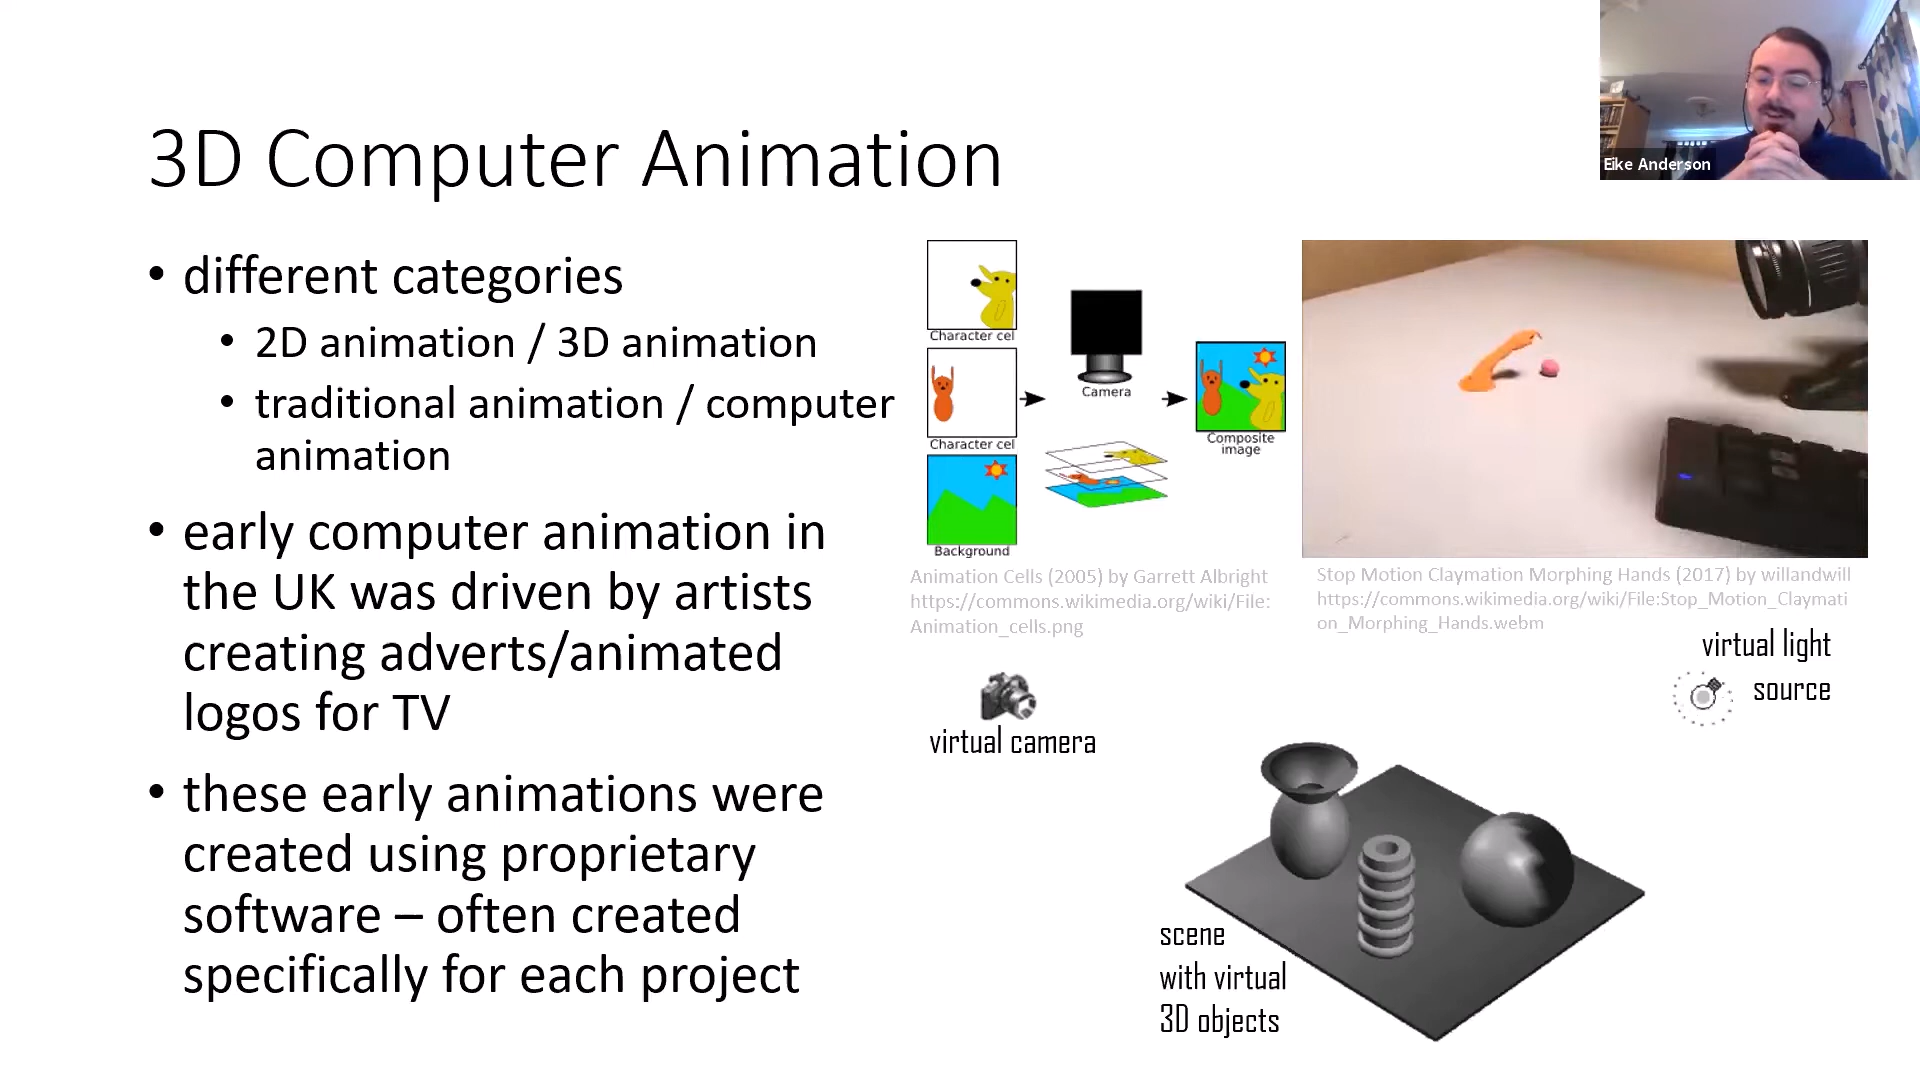 Eike Anderson
3D Computer Animation
• different categories
• 2D animation / 3D animation
• traditional animation / computer
animation
• early computer animation in
the UK was driven by artists
creating adverts/animated
logos for TV
• these early animations were
created using proprietary
software – often created
specifically for each project
Character cel
Character cel
Background
Camera
Composite
image
Animation Cells (2005) by Garrett Albright
https://commons.wikimedia.org/wiki/File:
Animation_cells.png
Stop Motion Claymation Morphing Hands (2017) by willandwill
https://commons.wikimedia.org/wiki/File:Stop_Motion_Claymati
on_Morphing_Hands.webm
virtual light
source
virtual camera
scene
with virtual
3D objects